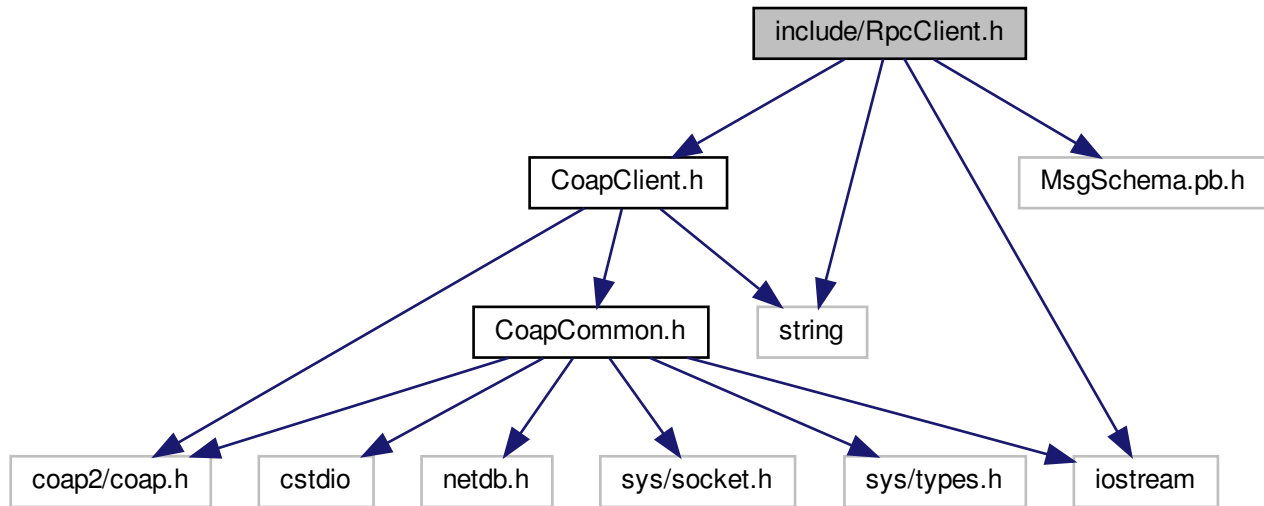 include/RpcClient.h
CoapClient.h
MsgSchema.pb.h
CoapCommon.h
string
coap2/coap.h
cstdio
netdb.h
sys/socket.h
sys/types.h
iostream